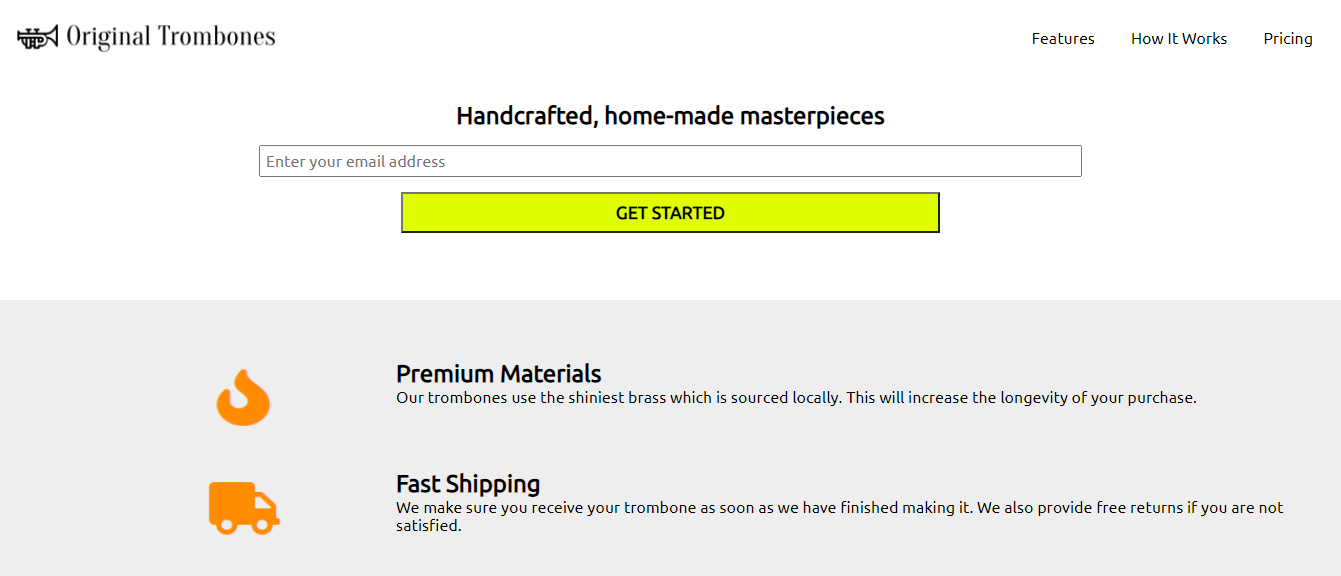 Original Trombones
Features
How It Works
Pricing
Handcrafted, home-made masterpieces
Enter your email address
GET STARTED
Premium Materials
Our trombones use the shiniest brass which is sourced locally. This will increase the longevity of your purchase.
Fast Shipping
We make sure you receive your trombone as soon as we have finished making it. We also provide free returns if you are not
satisfied.